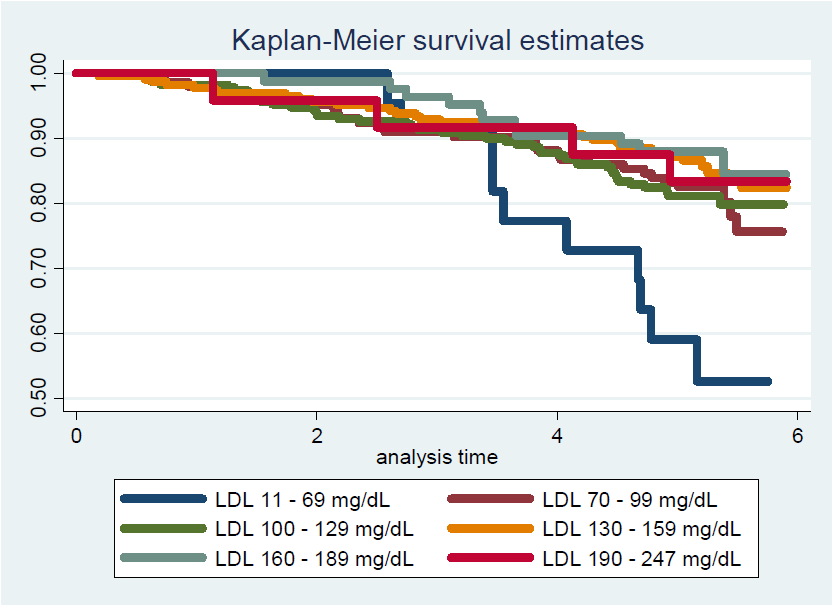 Kaplan-Meier survival estimates
1.00
0.90
0.80
0.70
0.60
0.50
0 2 4 6
analysis time
LDL 11 - 69 mg/dL LDL 70 - 99 mg/dL
LDL 100 - 129 mg/dL LDL 130 - 159 mg/dL
LDL 160 - 189 mg/dL LDL 190 - 247 mg/dL